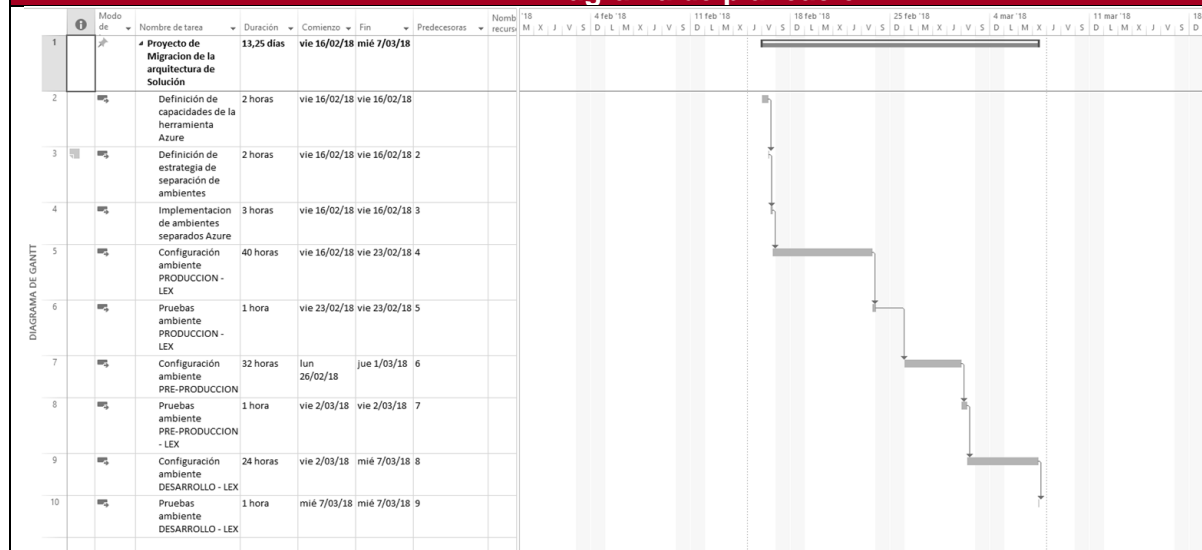 Modo de
Nombre de tarea
Duración
Comienzo
Fin
Predecesoras
Nomb
recurs
'18
4 feb '18
11 feb '18
18 feb '18
25 feb '18
4 mar '18
11 mar '18
18
M X J V S D L M X J V S D L M X J V S D L M X J V S D L M X J V S D L M X J V S D L M X J V S D
1
Proyecto de
Migracion de la
arquitectura de
Solución
13,25 días
vie 16/02/18
mié 7/03/18
2
Definición de
capacidades de la
herramienta
Azure
2 horas
vie 16/02/18
vie 16/02/18
3
Definición de
estrategia de
separación de
ambientes
2 horas
vie 16/02/18
vie 16/02/18
2
4
Implementacion
de ambientes
separados Azure
3 horas
vie 16/02/18
vie 16/02/18
3
5
Configuración
ambiente
PRODUCCION -
LEX
40 horas
vie 16/02/18
vie 23/02/18
4
6
Pruebas
ambiente
PRODUCCION -
LEX
1 hora
vie 23/02/18
vie 23/02/18
5
7
Configuración
ambiente
PRE-PRODUCCION
32 horas
lun
26/02/18
jue 1/03/18
6
8
Pruebas
ambiente
PRE-PRODUCCION
- LEX
1 hora
vie 2/03/18
vie 2/03/18
7
9
Configuración
ambiente
DESARROLLO - LEX
24 horas
vie 2/03/18
mié 7/03/18
8
10
Pruebas
ambiente
DESARROLLO - LEX
1 hora
mié 7/03/18
mié 7/03/18
9
DIAGRAMA DE GANTT